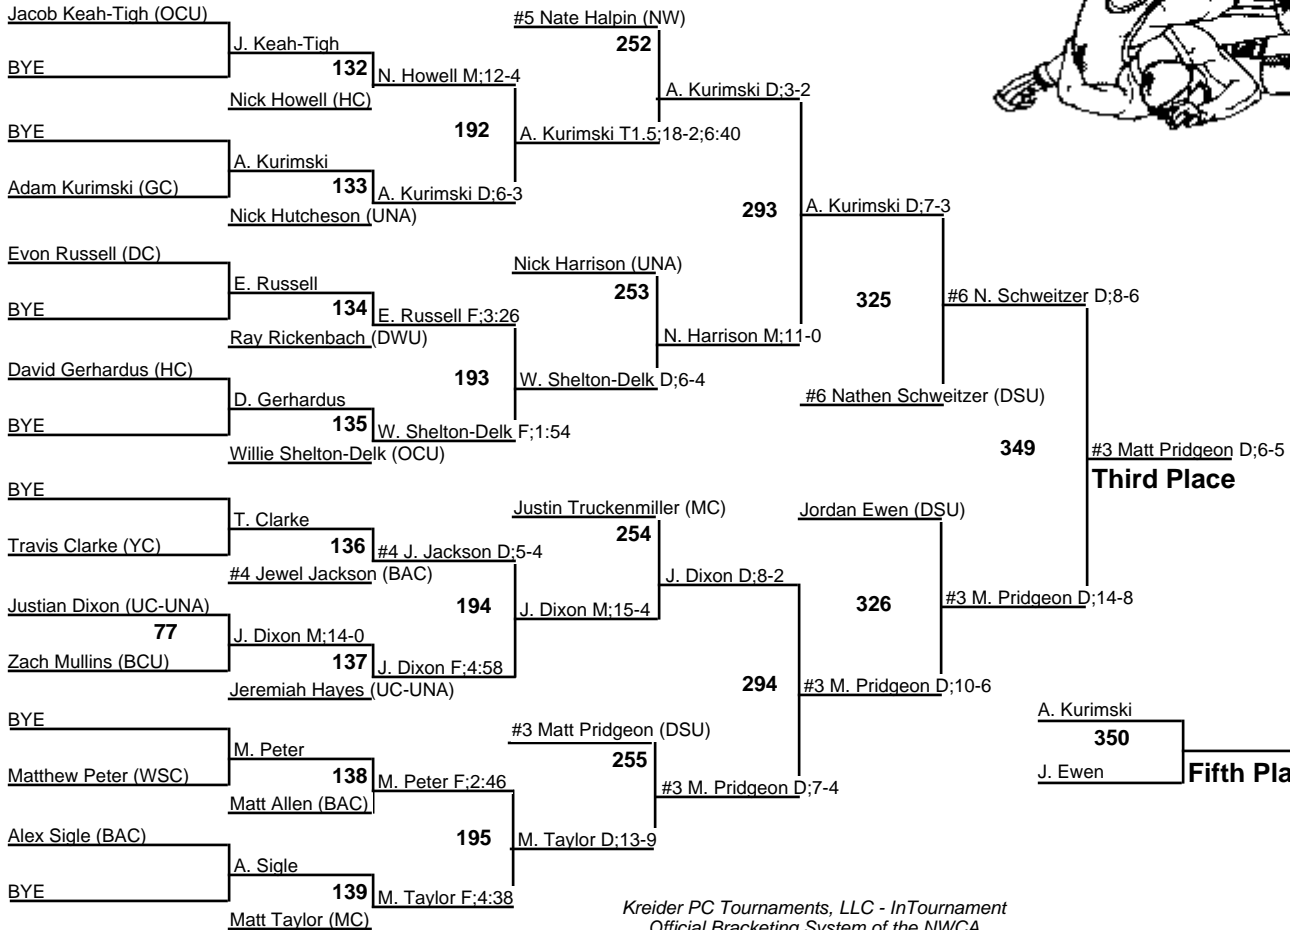 Jacob Keah-Tigh (OCU)
BYE
BYE
Adam Kurimski (GC)
Evon Russell (DC)
BYE
David Gerhardus (HC)
BYE
BYE
Travis Clarke (YC)
Justian Dixon (UC-UNA)
77
Zach Mullins (BCU)
BYE
Matthew Peter (WSC)
Alex Sigle (BAC)
BYE
J. Keah-Tigh
132
Nick Howell (HC)
A. Kurimski
133
Nick Hutcheson (UNA)
E. Russell
134
Ray Rickenbach (DWU)
D. Gerhardus
135
Willie Shelton-Delk (OCU)
T. Clarke
136
#4 Jewel Jackson (BAC)
J. Dixon M;14-0
137
Jeremiah Hayes (UC-UNA)
M. Peter
138
Matt Allen (BAC)
A. Sigle
139
Matt Taylor (MC)
N. Howell M;12-4
192
A. Kurimski D;6-3
E. Russell F;3:26
193
W. Shelton-Delk F;1:54
#4 J. Jackson D;5-4
194
J. Dixon F;4:58
M. Peter F;2:46
195
M. Taylor F;4:38
#5 Nate Halpin (NW)
252
A. Kurimski T1.5;18-2;6:40
Nick Harrison (UNA)
253
W. Shelton-Delk D;6-4
Justin Truckenmiller (MC)
254
J. Dixon M;15-4
#3 Matt Pridgeon (DSU)
255
M. Taylor D;13-9
A. Kurimski D;3-2
293
N. Harrison M;11-0
J. Dixon D;8-2
294
#3 M. Pridgeon D;7-4
A. Kurimski D;7-3
325
#6 Nathen Schweitzer (DSU)
Jordan Ewen (DSU)
326
#3 M. Pridgeon D;10-6
#6 N. Schweitzer D;8-6
349
#3 M. Pridgeon D;14-8
#3 Matt Pridgeon D;6-5
Third Place
A. Kurimski
350
J. Ewen
Fifth Pla
Kreider PC Tournaments, LLC - InTournament
Official Bracketing System of the NWCA